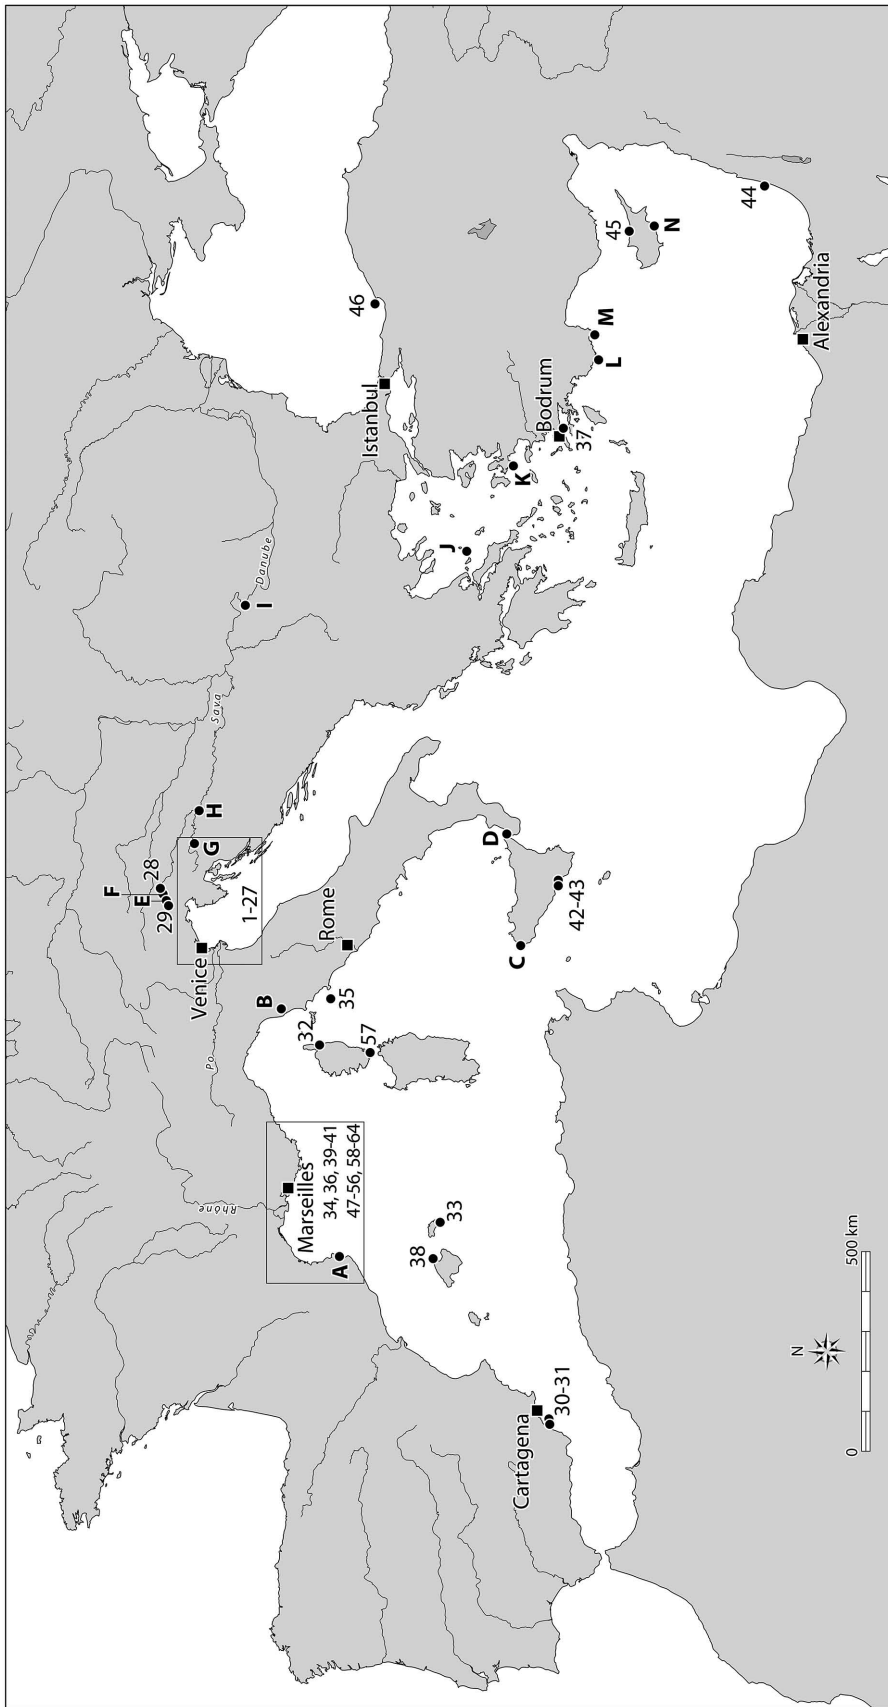 Rhône
Marseilles
34, 36, 39-41
47-56, 58-64
A
38
33
Cartagena
30-31
0
500 km
N
Po
Venice
29
E
F
28
G
H
1-27
Sava
Danube
I
B
32
35
57
Rome
C
D
42-43
Istanbul
46
J
K
Bodrum
37
L
M
45
N
44
Alexandria